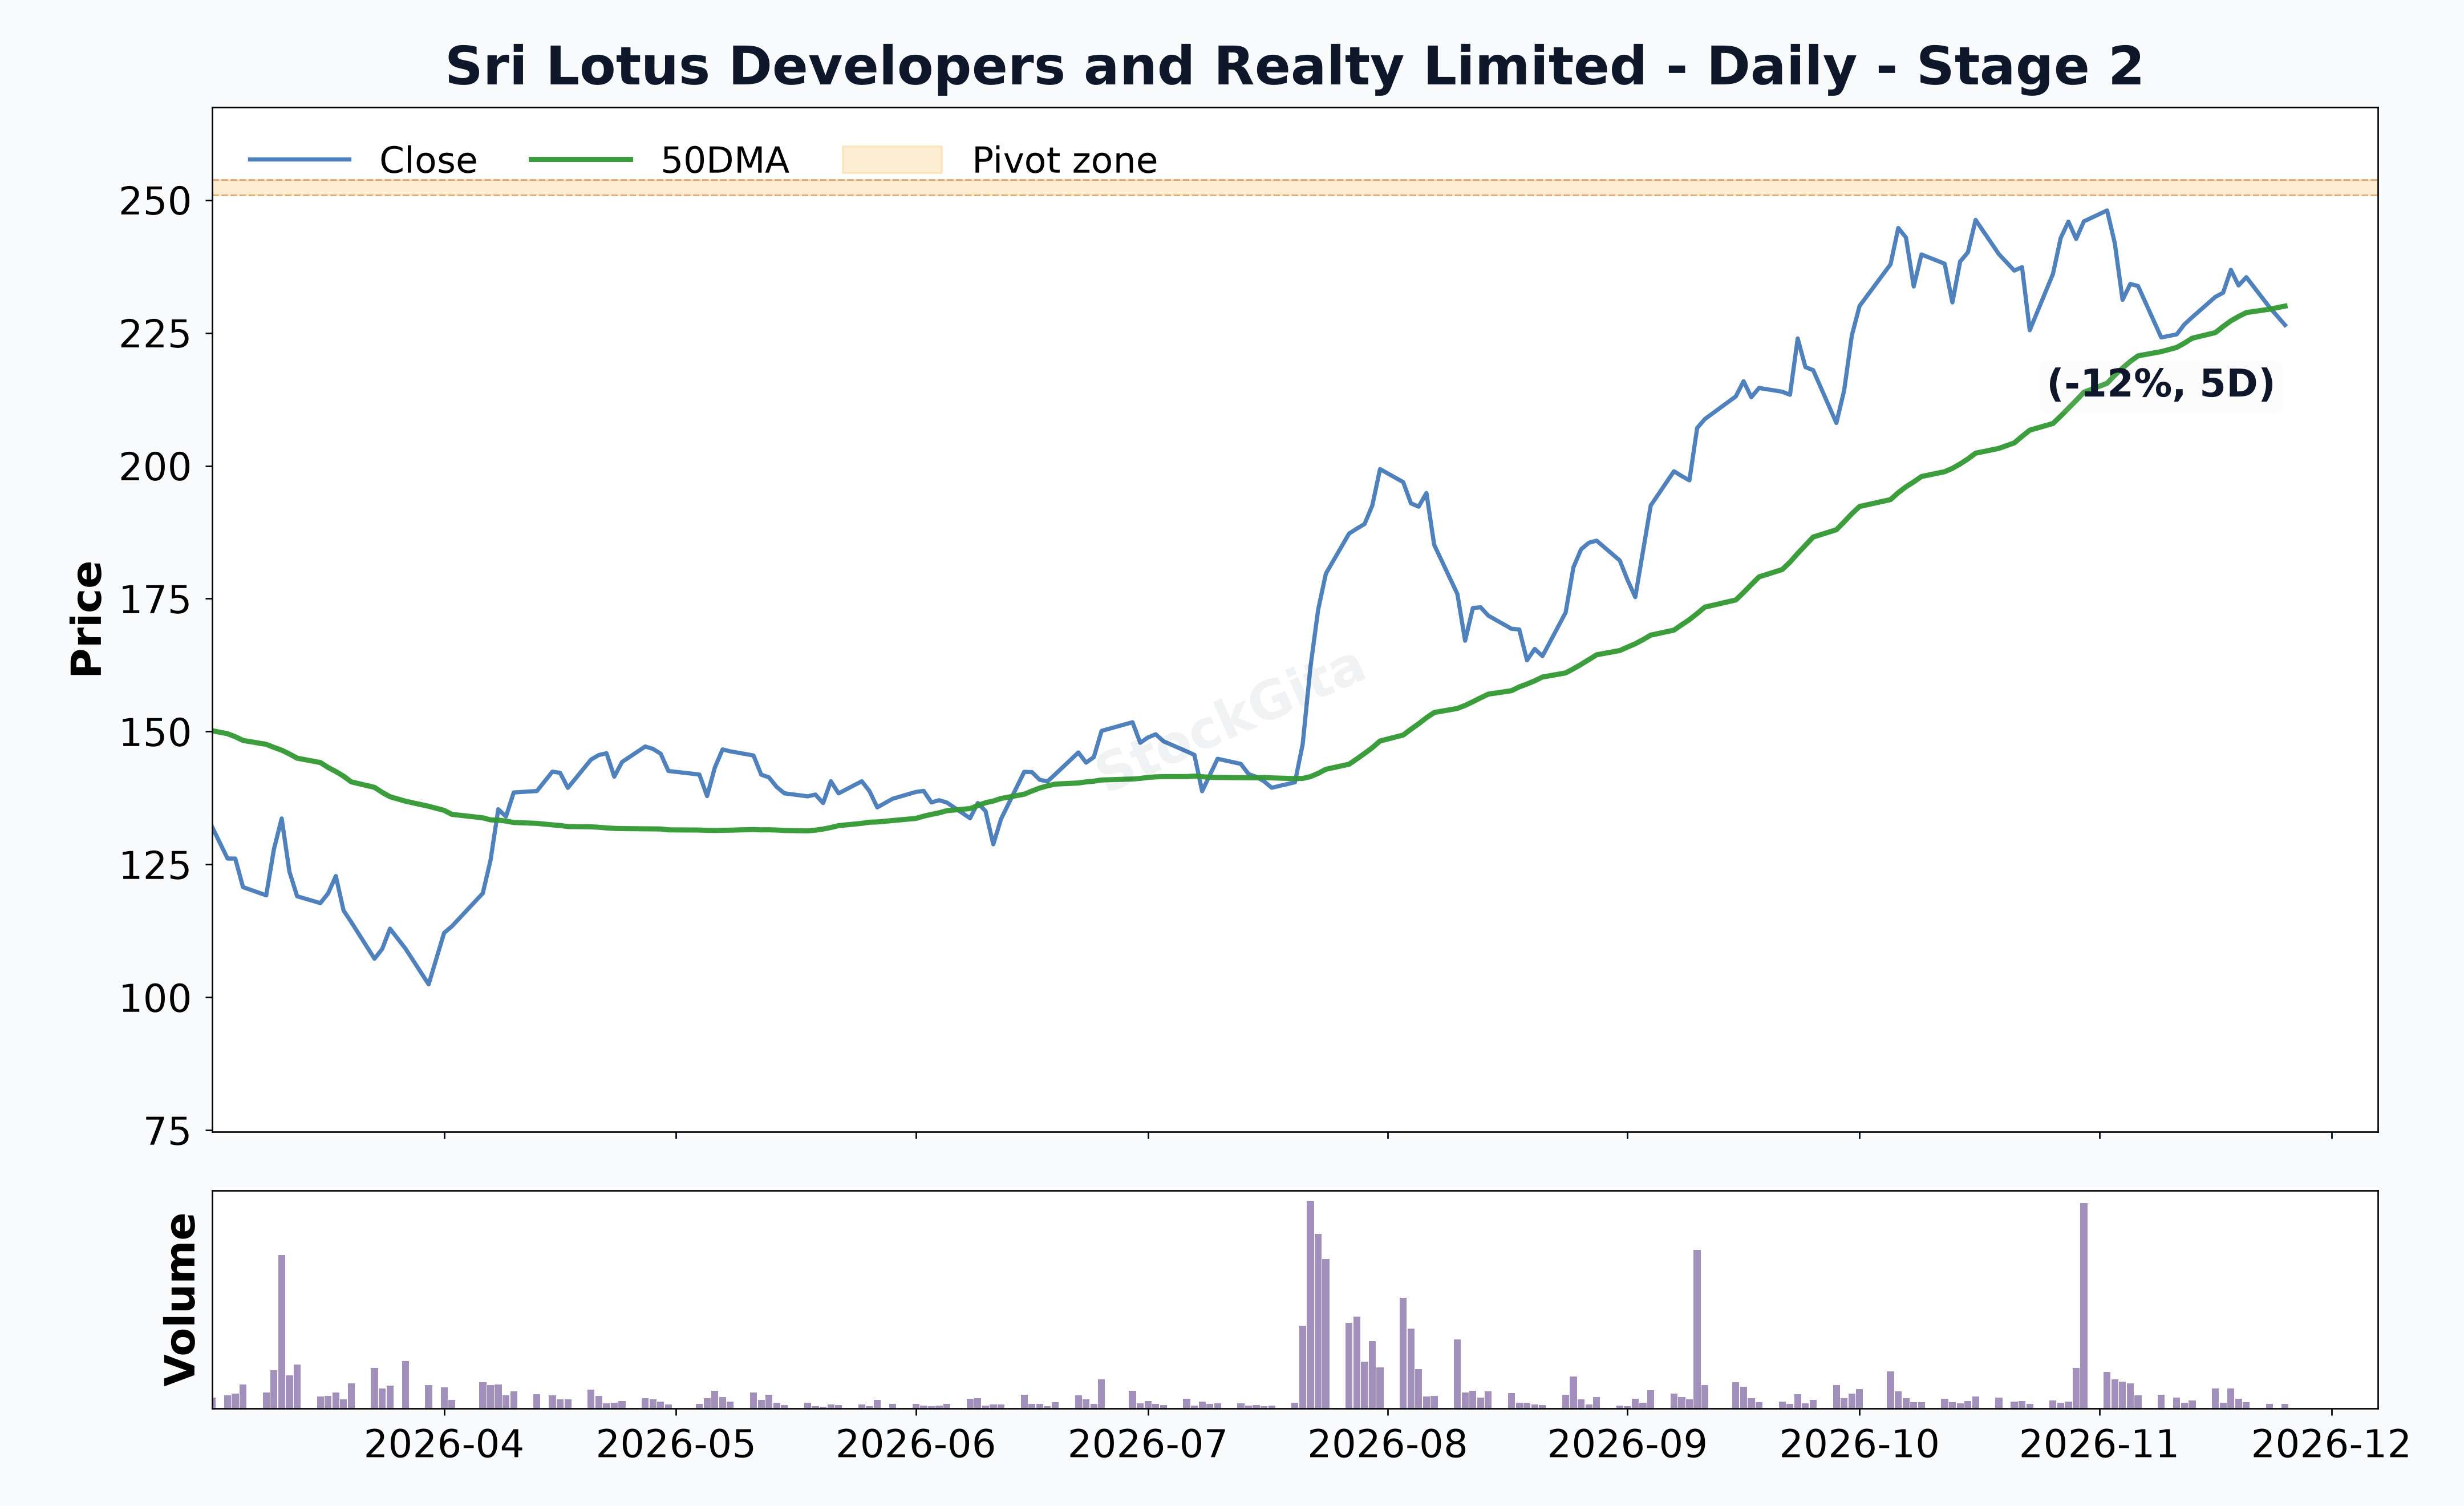 Sri Lotus Developers and Realty Limited - Daily - Stage 2
Close 50DMA Pivot zone
250
225
200
175
150
125
100
75
Price
(-12%, 5D)
StockGita
Volume
2026-04 2026-05 2026-06 2026-07 2026-08 2026-09 2026-10 2026-11 2026-12